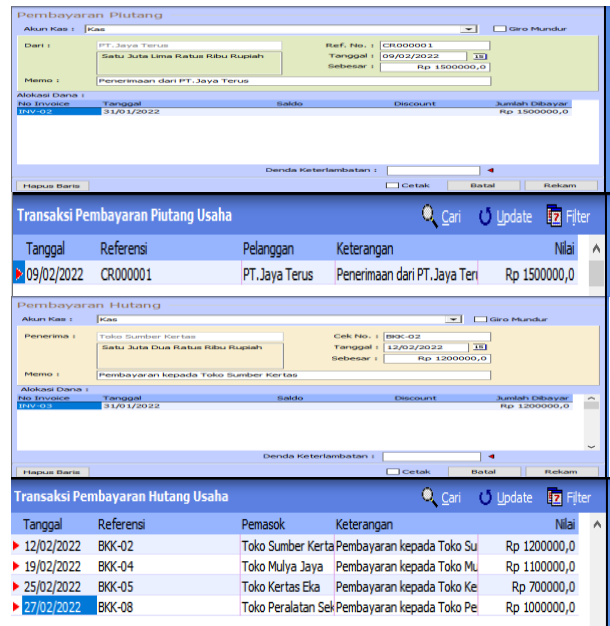 Pembayaran Piutang
Akun Kas : Kas Giro Mundur
Dari : PT.Jaya Terus Ref. No. : CR000001
Satu Juta Lima Ratus Ribu Rupiah Tanggal : 09/02/2022 15
Sebesar : Rp 1500000,0
Memo : Penerimaan dari PT.Jaya Terus
Alokasi Dana :
No Invoice Tanggal Saldo Discount Jumlah Dibayar
INV-02 31/01/2022 Rp 1500000,0
Denda Keterlambatan :
Hapus Baris Cetak Batal Rekam
Transaksi Pembayaran Piutang Usaha Cari Update Filter
Tanggal Referensi Pelanggan Keterangan Nilai
09/02/2022 CR000001 PT.Jaya Terus Penerimaan dari PT.Jaya Ter Rp 1500000,0
Pembayaran Hutang
Akun Kas : Kas Giro Mundur
Penerima : Toko Sumber Kertas Cek No. : BKK-02
Satu Juta Dua Ratus Ribu Rupiah Tanggal : 12/02/2022 15
Sebesar : Rp 1200000,0
Memo : Pembayaran kepada Toko Sumber Kertas
Alokasi Dana :
No Invoice Tanggal Saldo Discount Jumlah Dibayar
INV-03 31/01/2022 Rp 1200000,0
Denda Keterlambatan :
Hapus Baris Cetak Batal Rekam
Transaksi Pembayaran Hutang Usaha Cari Update Filter
Tanggal Referensi Pemasok Keterangan Nilai
12/02/2022 BKK-02 Toko Sumber Kerta Pembayaran kepada Toko Su Rp 1200000,0
19/02/2022 BKK-04 Toko Mulya Jaya Pembayaran kepada Toko Mu Rp 1100000,0
25/02/2022 BKK-05 Toko Kertas Eka Pembayaran kepada Toko Ke Rp 700000,0
27/02/2022 BKK-08 Toko Peralatan Sek Pembayaran kepada Toko Pe Rp 1000000,0